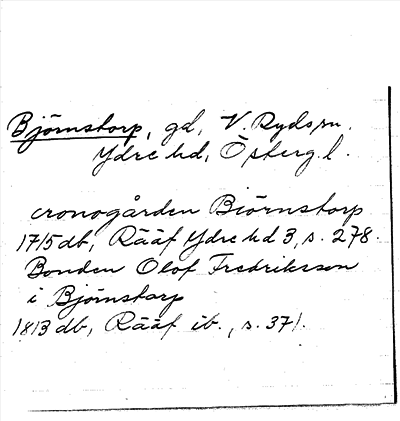 Björnstorp, gd, V. Ryds sn.
Ydre hd, Österg. l.
cronogården Biörnstorp
1715 db, Rääf Ydre hd 3, s. 278.
Bonden Olof Fredriksson
i Björnstorp
1813 db, Rääf ib., s. 371.